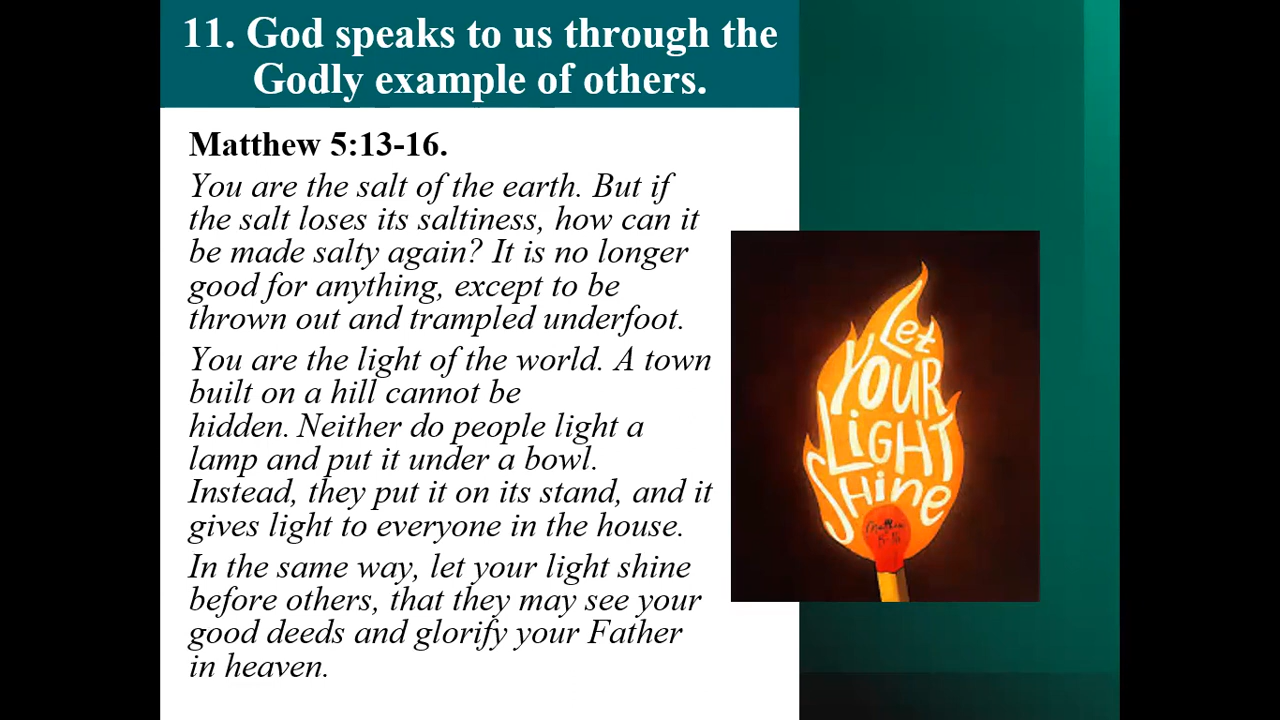 11. God speaks to us through the
Godly example of others.
Matthew 5:13-16.
You are the salt of the earth. But if
the salt loses its saltiness, how can it
be made salty again? It is no longer
good for anything, except to be
thrown out and trampled underfoot.
You are the light of the world. A town
built on a hill cannot be
hidden. Neither do people light a
lamp and put it under a bowl.
Instead, they put it on its stand, and it
gives light to everyone in the house.
In the same way, let your light shine
before others, that they may see your
good deeds and glorify your Father
in heaven.
Let
YOUR
LiGHT
SHiNe
Matthew